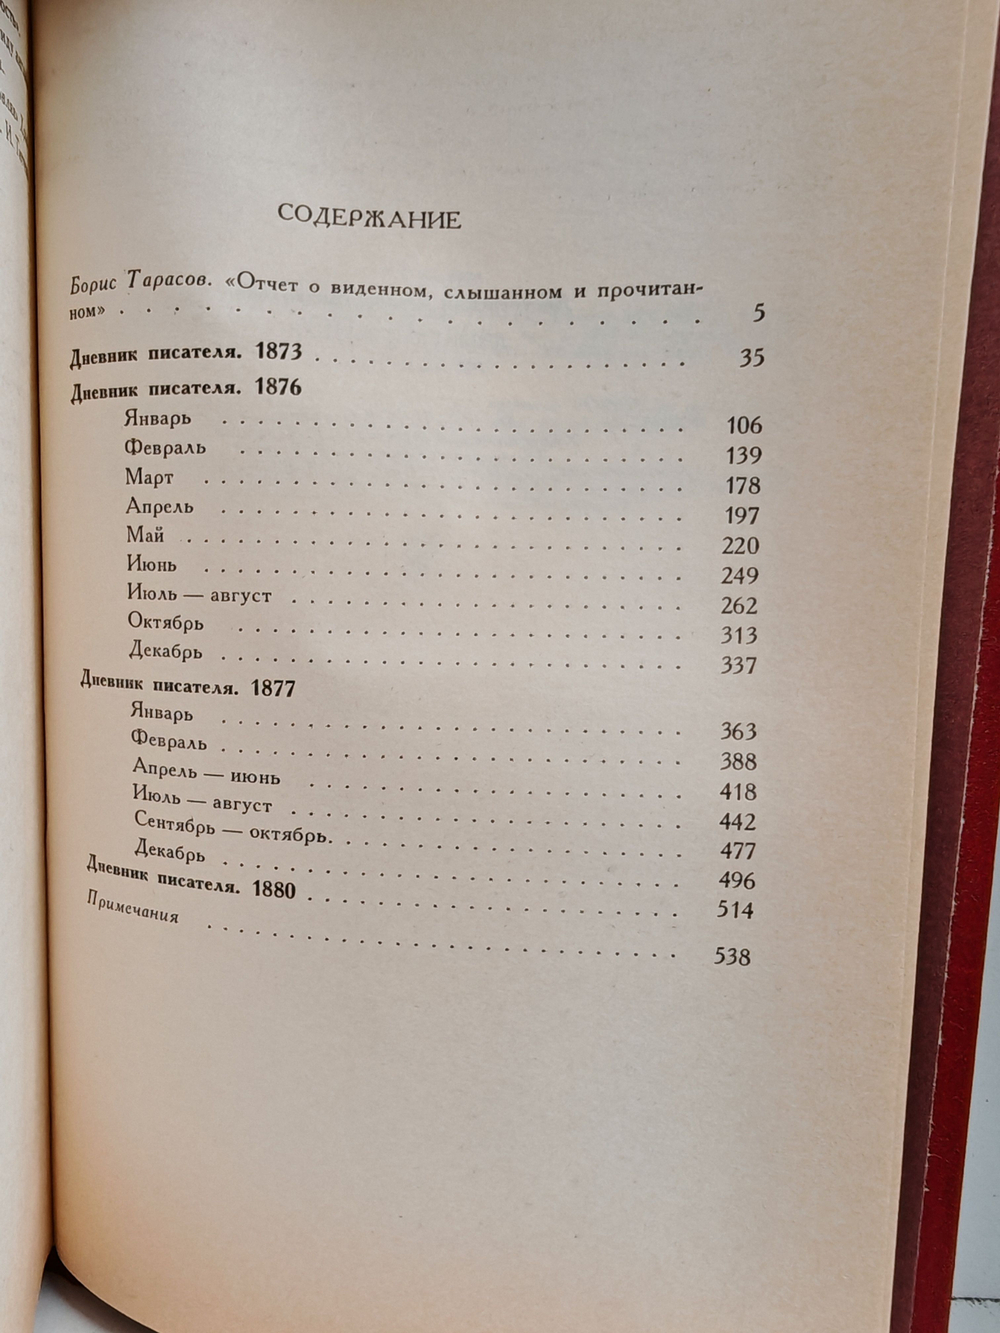 СОДЕРЖАНИЕ
Борис Тарасов. «Отчет о виденном, слышанном и прочитан-
ном» . . . . . . . . . . . . . . . . . . 5
Дневник писателя. 1873 . . . . . . . . . . . . . . . . . . 35
Дневник писателя. 1876
Январь . . . . . . . . . . . . . . . . . . 106
Февраль . . . . . . . . . . . . . . . . . . 139
Март . . . . . . . . . . . . . . . . . . 178
Апрель . . . . . . . . . . . . . . . . . . 197
Май . . . . . . . . . . . . . . . . . . 220
Июнь . . . . . . . . . . . . . . . . . . 249
Июль — август . . . . . . . . . . . . . . . . . . 262
Октябрь . . . . . . . . . . . . . . . . . . 313
Декабрь . . . . . . . . . . . . . . . . . . 337
Дневник писателя. 1877
Январь . . . . . . . . . . . . . . . . . . 363
Февраль . . . . . . . . . . . . . . . . . . 388
Апрель — июнь . . . . . . . . . . . . . . . . . . 418
Июль — август . . . . . . . . . . . . . . . . . . 442
Сентябрь — октябрь. . . . . . . . . . . . . . . . . . 477
Декабрь . . . . . . . . . . . . . . . . . . 496
Дневник писателя. 1880 . . . . . . . . . . . . . . . . . . 514
Примечания . . . . . . . . . . . . . . . . . . 538